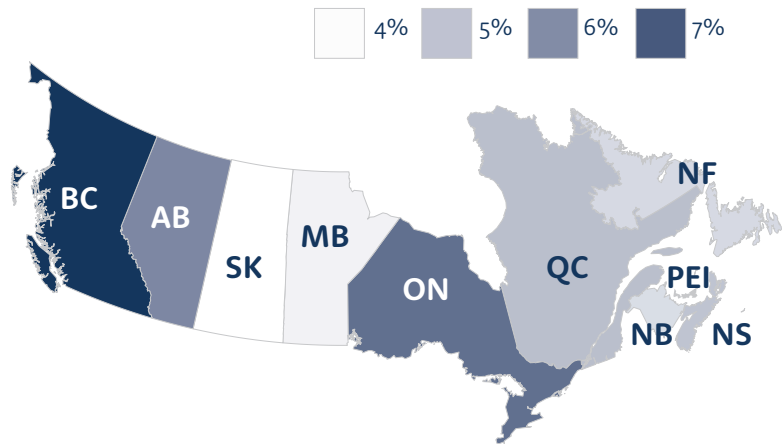 4% 5% 6% 7%
BC
AB
SK
MB
ON
QC
NF
PEI
NB
NS